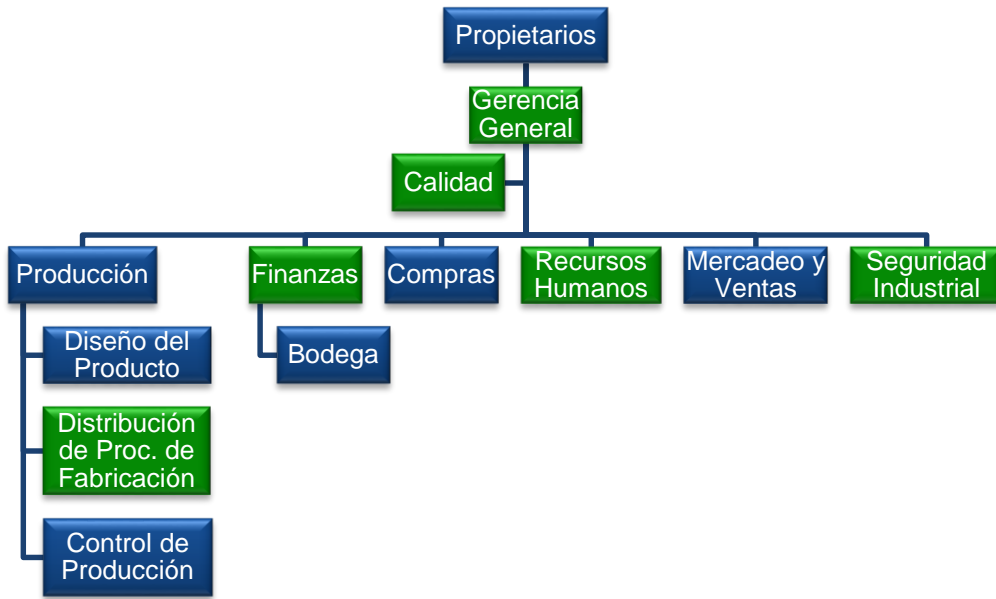 Propietarios
Gerencia
General
Calidad
Producción
Finanzas
Compras
Recursos
Humanos
Mercadeo y
Ventas
Seguridad
Industrial
Diseño del
Producto
Bodega
Distribución
de Proc. de
Fabricación
Control de
Producción